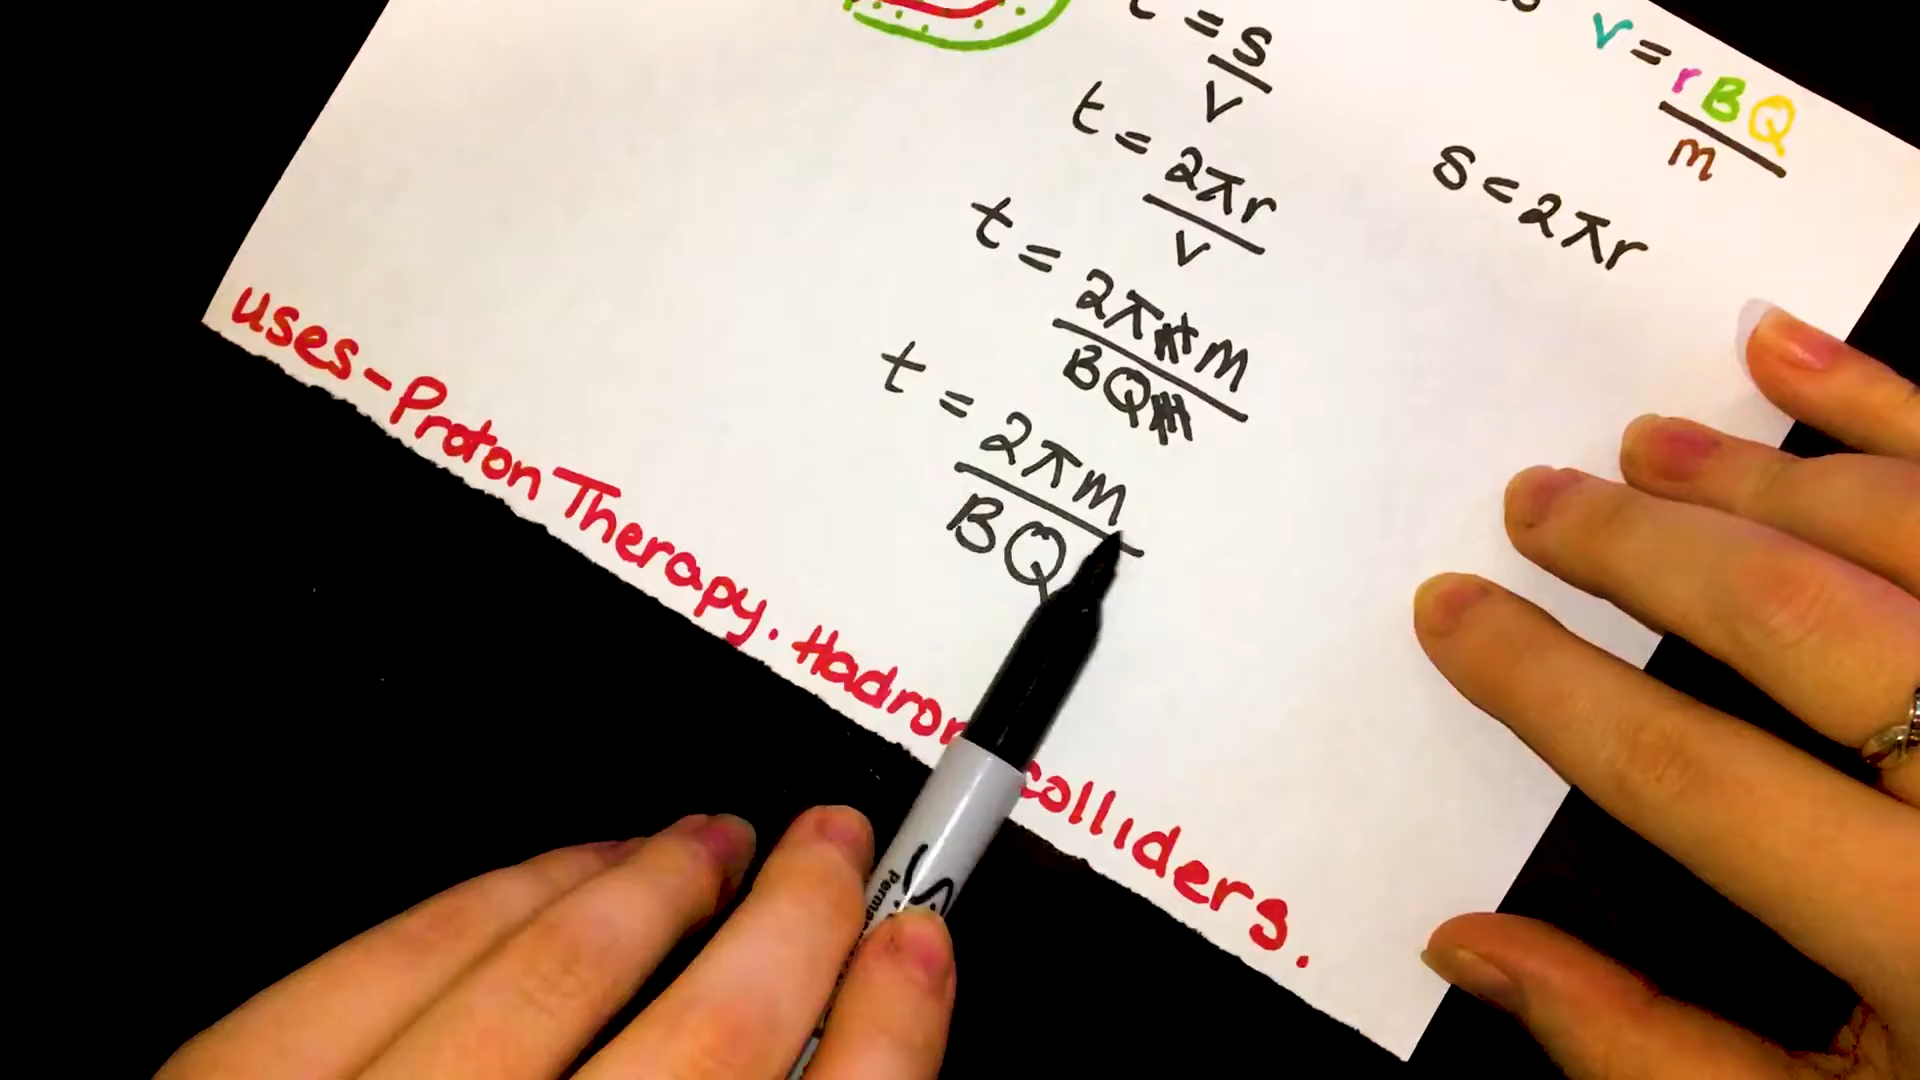 t = s/v
v = rBQ/m
t = 2πr/v
s = 2πr
t = 2πrm/BQr
t = 2πm/BQ
uses - Proton Therapy. Hadron colliders.